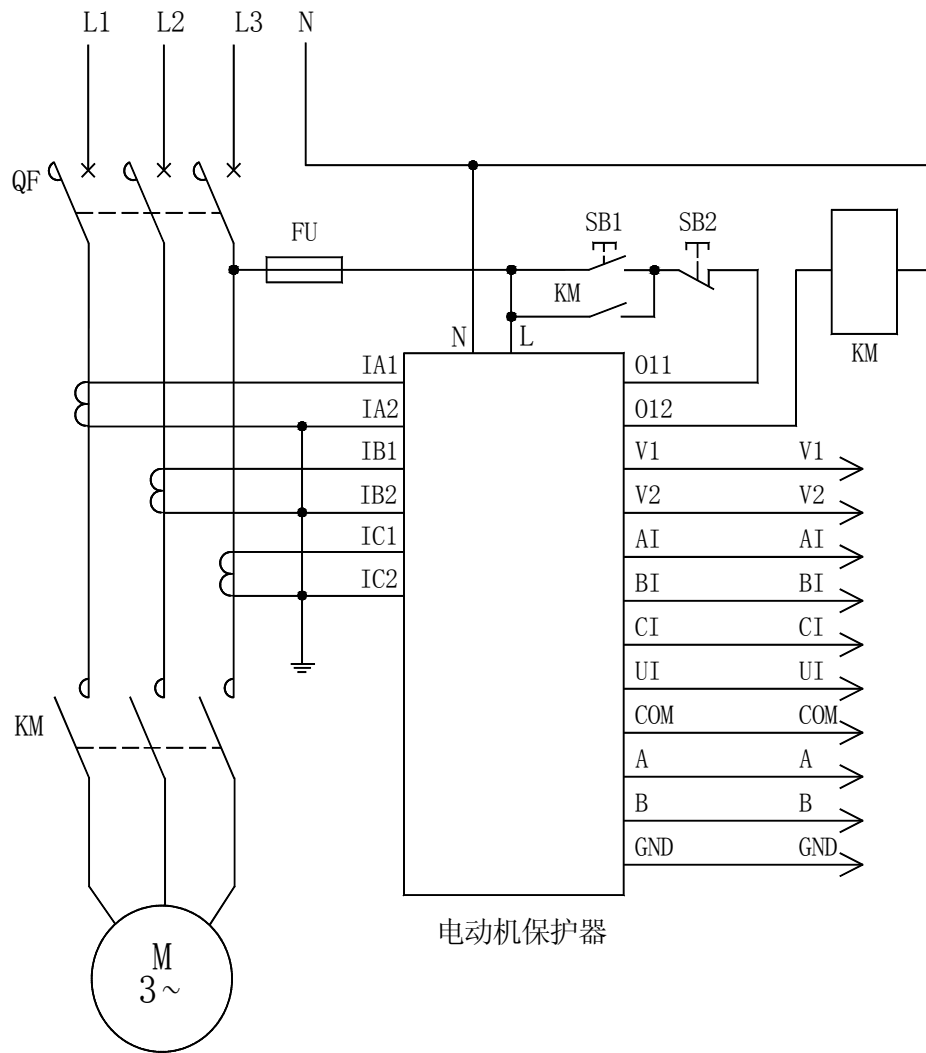 L1 L2 L3 N
QF
FU
SB1 SB2
KM
KM
N L
IA1 O11
IA2 O12
IB1 V1 V1
IB2 V2 V2
IC1 AI AI
IC2 BI BI
CI CI
UI UI
KM
COM COM
A A
B B
GND GND
电动机保护器
M
3~